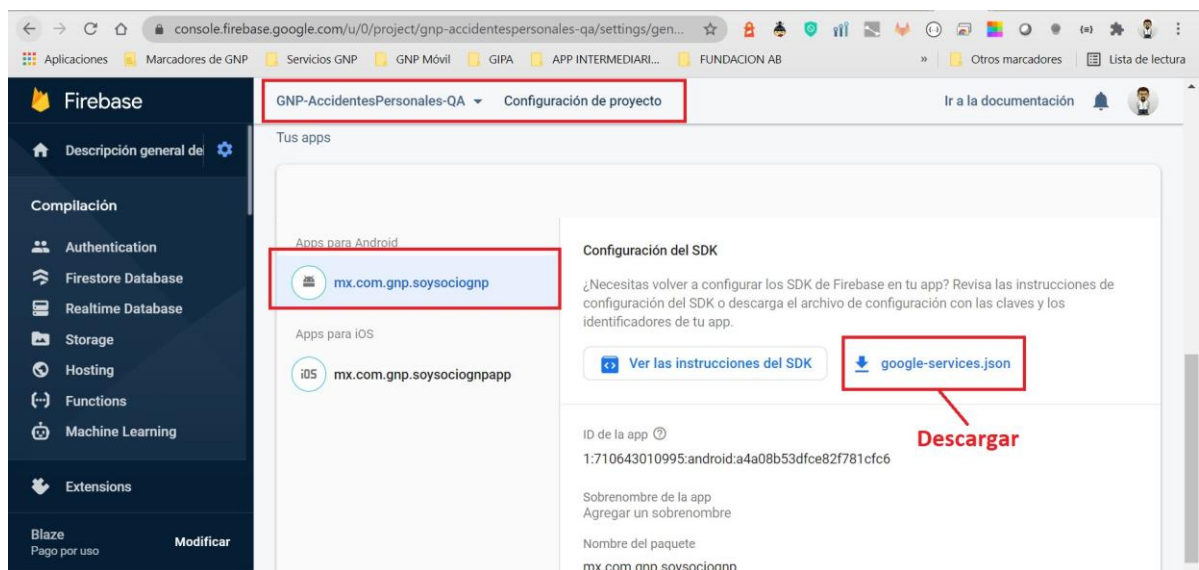 console.firebase.google.com/u/0/project/gnp-accidentespersonales-qa/settings/gen...
Aplicaciones Marcadores de GNP Servicios GNP GNP Móvil GIPA APP INTERMEDIARI... FUNDACION AB » Otros marcadores Lista de lectura
Firebase
GNP-AccidentesPersonales-QA Configuración de proyecto
Ir a la documentación
Descripción general de
Tus apps
Compilación
Authentication
Firestore Database
Realtime Database
Storage
Hosting
Functions
Machine Learning
Extensions
Blaze
Pago por uso
Modificar
Apps para Android
mx.com.gnp.soysociognp
Apps para iOS
iOS
mx.com.gnp.soysociognpapp
Configuración del SDK
¿Necesitas volver a configurar los SDK de Firebase en tu app? Revisa las instrucciones de
configuración del SDK o descarga el archivo de configuración con las claves y los
identificadores de tu app.
Ver las instrucciones del SDK
google-services.json
Descargar
ID de la app
1:710643010995:android:a4a08b53dfce82f781cfc6
Sobrenombre de la app
Agregar un sobrenombre
Nombre del paquete
mx.com.gnp.soysociognp